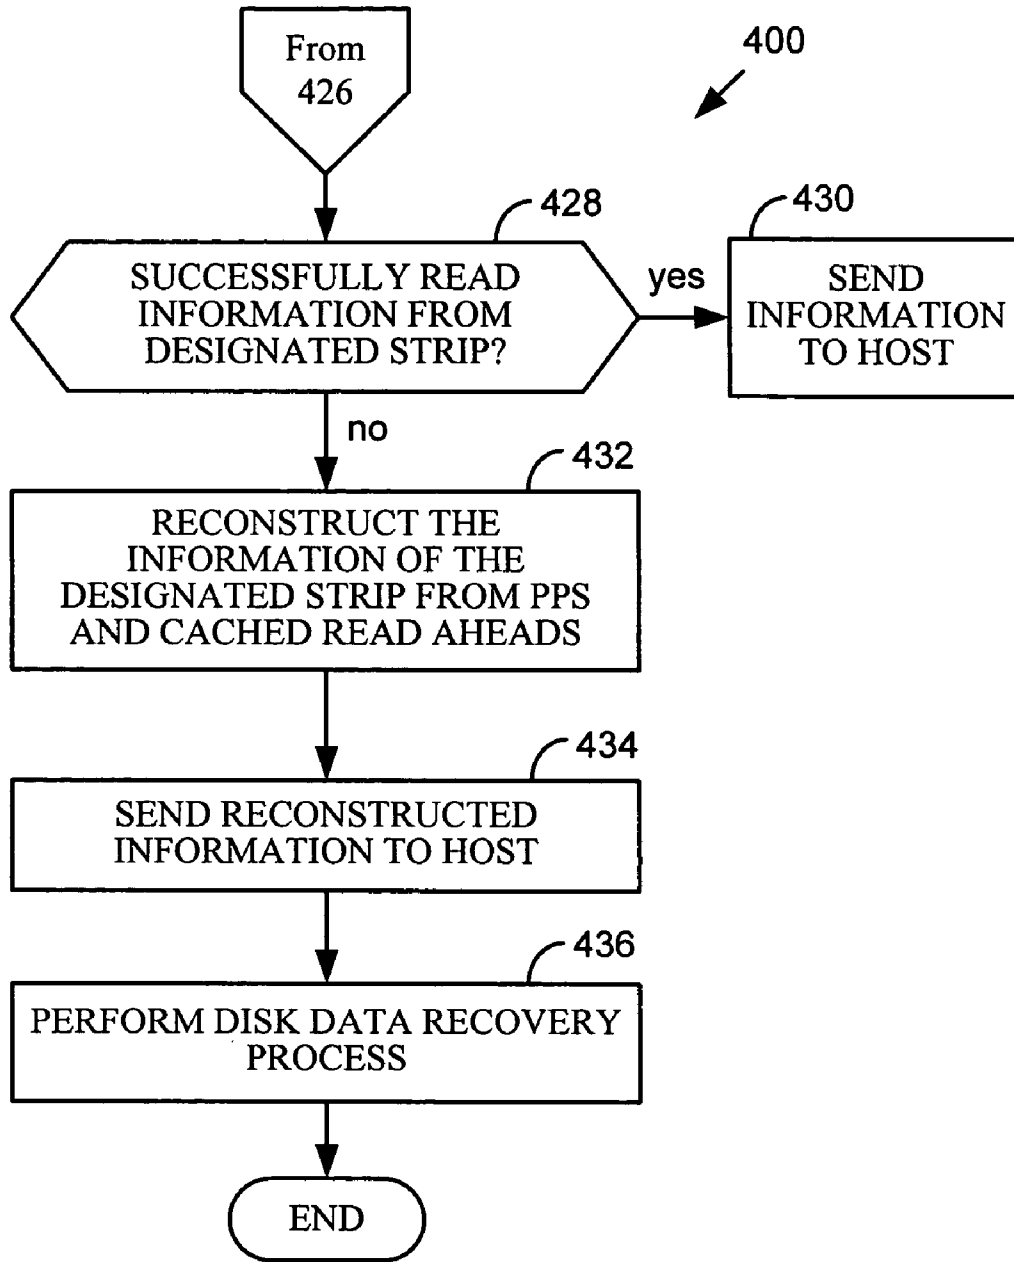 From
426
400
428
SUCCESSFULLY READ
INFORMATION FROM
DESIGNATED STRIP?
yes
430
SEND
INFORMATION
TO HOST
no
432
RECONSTRUCT THE
INFORMATION OF THE
DESIGNATED STRIP FROM PPS
AND CACHED READ AHEADS
434
SEND RECONSTRUCTED
INFORMATION TO HOST
436
PERFORM DISK DATA RECOVERY
PROCESS
END